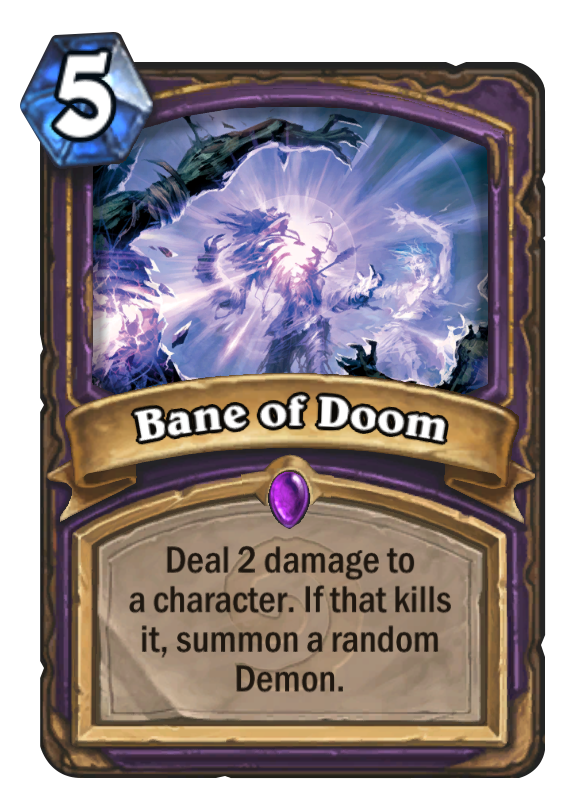 5
Bane of Doom
Deal 2 damage to
a character. If that kills
it, summon a random
Demon.